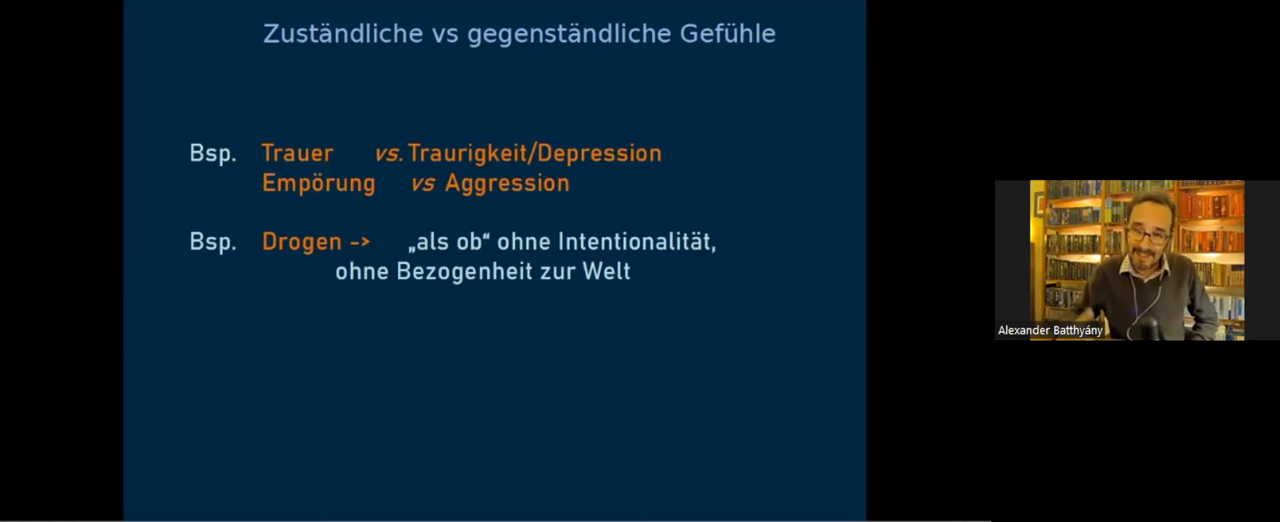 Zuständliche vs gegenständliche Gefühle
Bsp. Trauer vs. Traurigkeit/Depression
Empörung vs Aggression
Bsp. Drogen -> „als ob“ ohne Intentionalität,
ohne Bezogenheit zur Welt
Alexander Batthyány